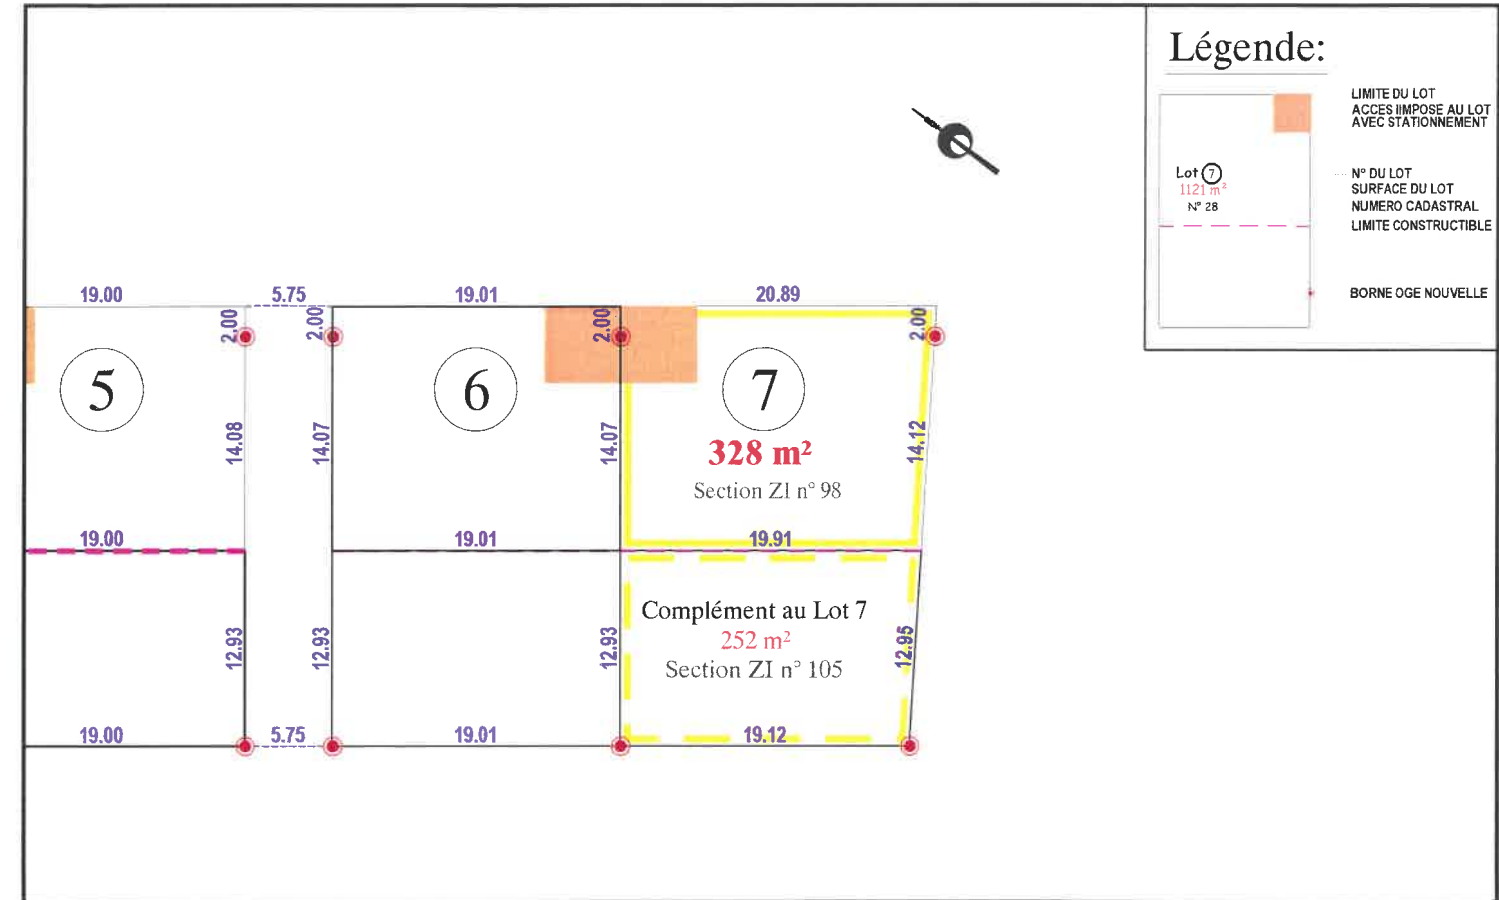 Légende:
LIMITE DU LOT
ACCES IIMPOSE AU LOT
AVEC STATIONNEMENT
Lot 7
1121 m²
N° 28
N° DU LOT
SURFACE DU LOT
NUMERO CADASTRAL
LIMITE CONSTRUCTIBLE
BORNE OGE NOUVELLE
19.00 5.75 19.01 20.89
2.00 2.00 2.00 2.00
5 6 7
14.08 14.07 14.07 14.12
328 m²
Section ZI n° 98
19.00 19.01 19.91
Complément au Lot 7
252 m²
Section ZI n° 105
12.93 12.93 12.93 12.95
19.00 5.75 19.01 19.12